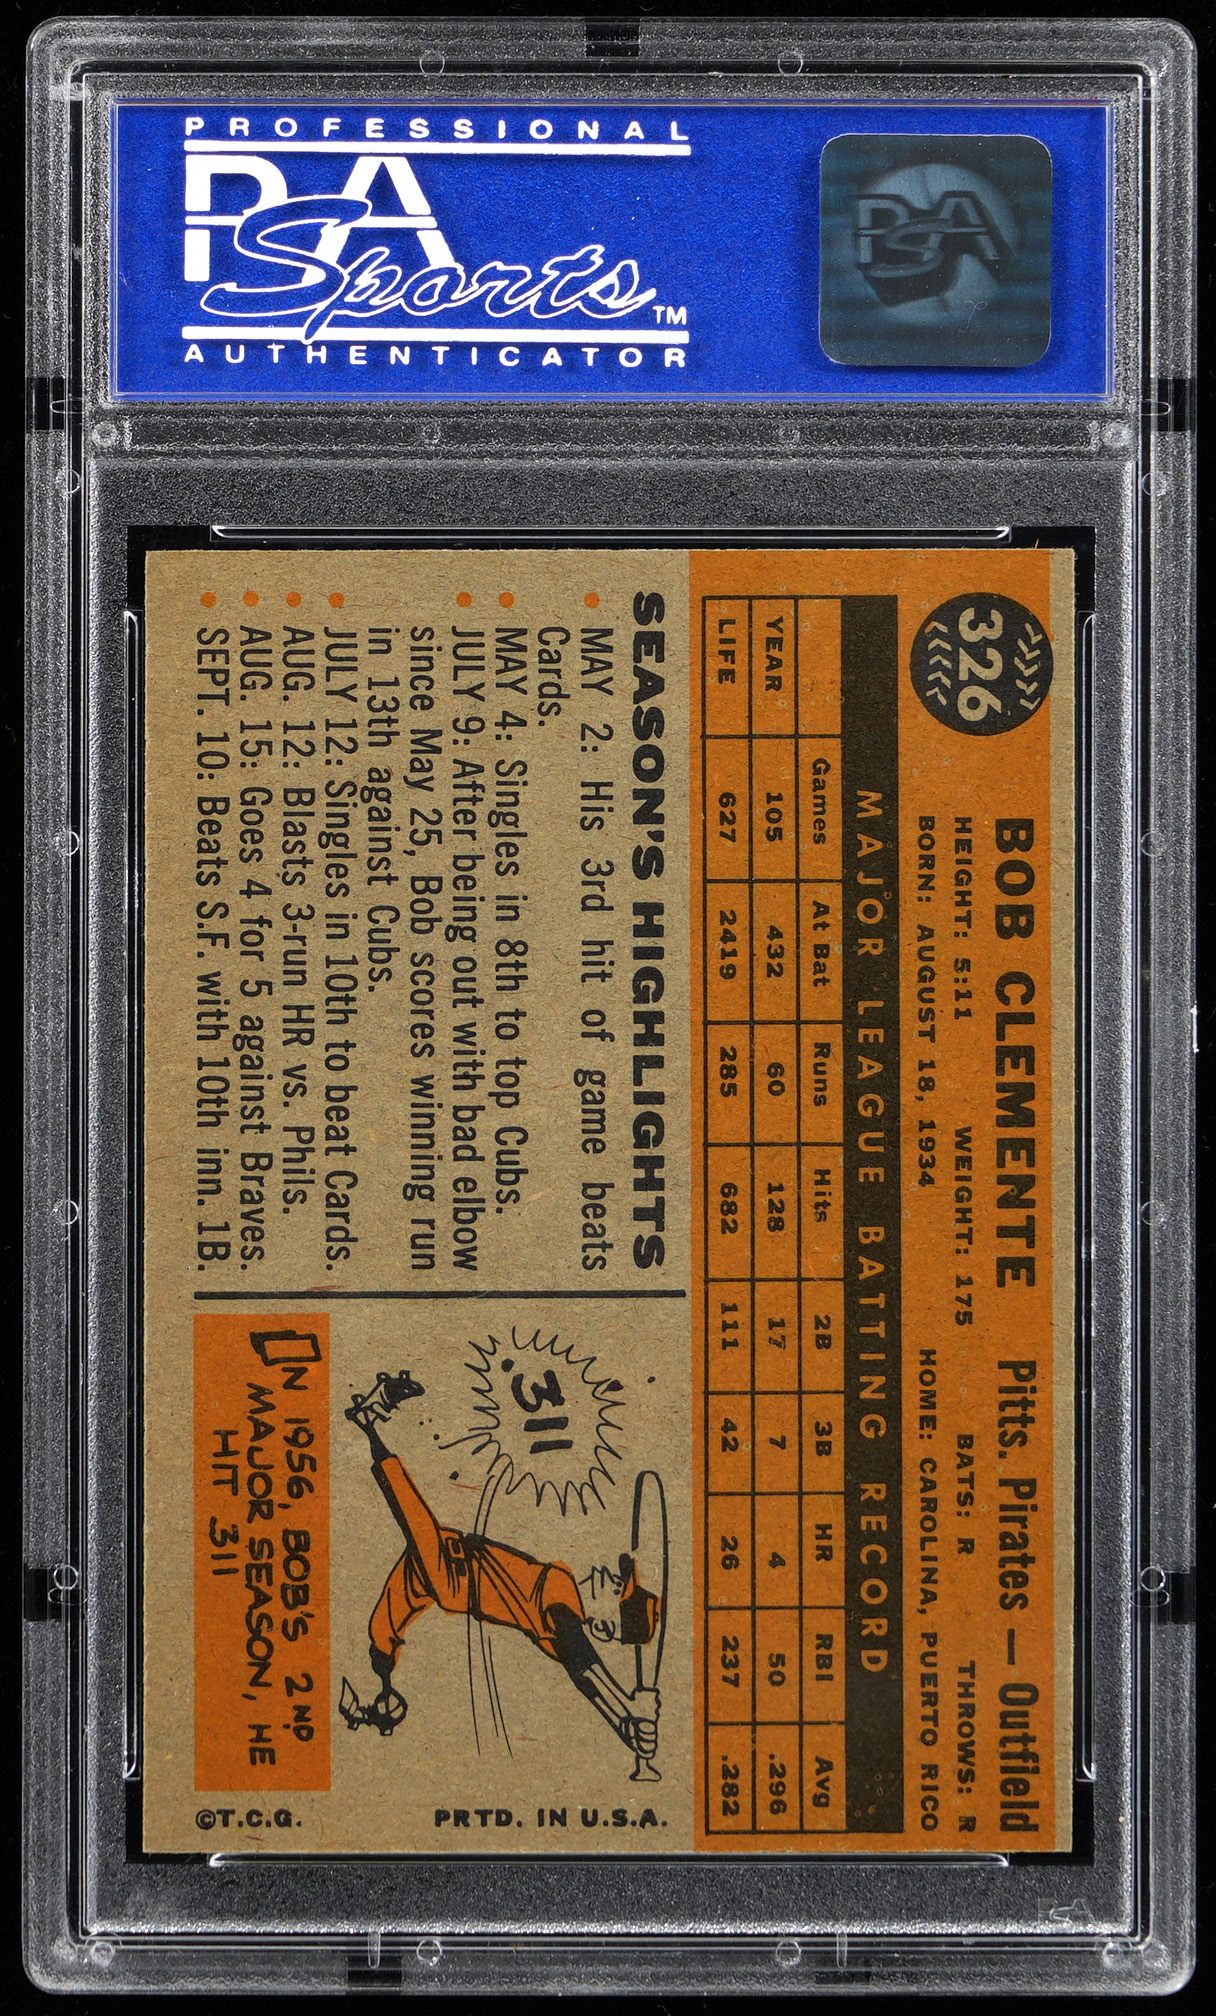 PROFESSIONAL
PSA
Sports™
AUTHENTICATOR
PSA
326
BOB CLEMENTE Pitts. Pirates — Outfield
HEIGHT: 5:11 WEIGHT: 175 BATS: R THROWS: R
BORN: AUGUST 18, 1934 HOME: CAROLINA, PUERTO RICO
MAJOR LEAGUE BATTING RECORD
Games At Bat Runs Hits 2B 3B HR RBI Avg
YEAR 105 432 60 128 17 7 4 50 .296
LIFE 627 2419 285 682 111 42 26 237 .282
SEASON'S HIGHLIGHTS
• MAY 2: His 3rd hit of game beats
Cards.
• MAY 4: Singles in 8th to top Cubs.
• JULY 9: After being out with bad elbow
since May 25, Bob scores winning run
in 13th against Cubs.
• JULY 12: Singles in 10th to beat Cards.
• AUG. 12: Blasts 3-run HR vs. Phils.
• AUG. 15: Goes 4 for 5 against Braves.
• SEPT. 10: Beats S.F. with 10th inn. 1B.
.311
IN 1956, BOB'S 2ND
MAJOR SEASON, HE
HIT .311
©T.C.G. PRTD. IN U.S.A.
PSA